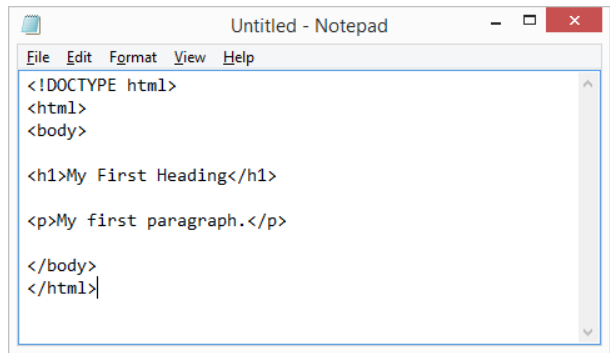 Untitled - Notepad
File Edit Format View Help
<!DOCTYPE html>
<html>
<body>
<h1>My First Heading</h1>
<p>My first paragraph.</p>
</body>
</html>